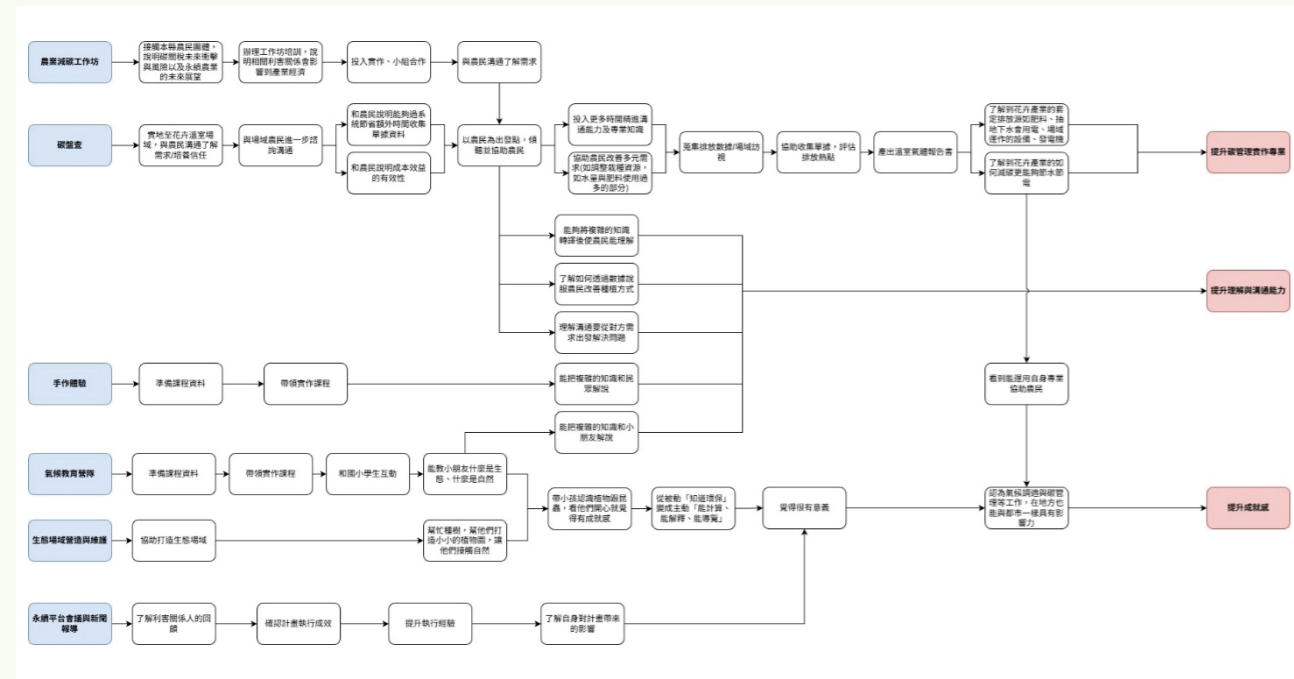 農業減碳工作坊
接觸本縣農民團體，
說明碳關稅未來衝擊
與風險以及永續農業
的未來展望
辦理工作坊培訓，說
明相關利害關係會影
響到產業經濟
投入實作、小組合作
與農民溝通了解需求
碳盤查
實地至花卉溫室場
域，與農民溝通了解
需求/培養信任
與場域農民進一步諮
詢溝通
和農民說明能夠過系
統節省額外時間收集
單據資料
和農民說明成本效益
的有效性
以農民為出發點，傾
聽並協助農民
投入更多時間精進溝
通能力及專業知識
協助農民改善多元需
求(如調整栽種資源，
如水量與肥料使用過
多的部分)
蒐集排放數據/場域訪
視
協助收集單據，評估
排放熱點
產出溫室氣體報告書
了解到花卉產業的套
定排放源如肥料、抽
地下水會用電、場域
運作的設備、發電機
了解到花卉產業的如
何減碳更能夠節水節
電
提升碳管理實作專業
能夠將複雜的知識
轉譯後使農民能理解
了解如何透過數據說
服農民改善種植方式
理解溝通要從對方需
求出發解決問題
提升理解與溝通能力
手作體驗
準備課程資料
帶領實作課程
能把複雜的知識和民
眾解說
看到能運用自身專業
協助農民
能把複雜的知識和小
朋友解說
氣候教育營隊
準備課程資料
帶領實作課程
和國小學生互動
能教小朋友什麼是生
態、什麼是自然
帶小孩認識植物跟昆
蟲，看他們開心就覺
得有成就感
從被動「知道環保」
變成主動「能計算、
能解釋、能導覽」
覺得很有意義
認為氣候調適與碳管
理等工作，在地方也
能與都市一樣具有影
響力
提升成就感
生態場域營造與維護
協助打造生態場域
幫忙種樹，幫他們打
造小小的植物園，讓
他們接觸自然
永續平台會議與新聞
報導
了解利害關係人的回
饋
確認計畫執行成效
提升執行經驗
了解自身對計畫帶來
的影響